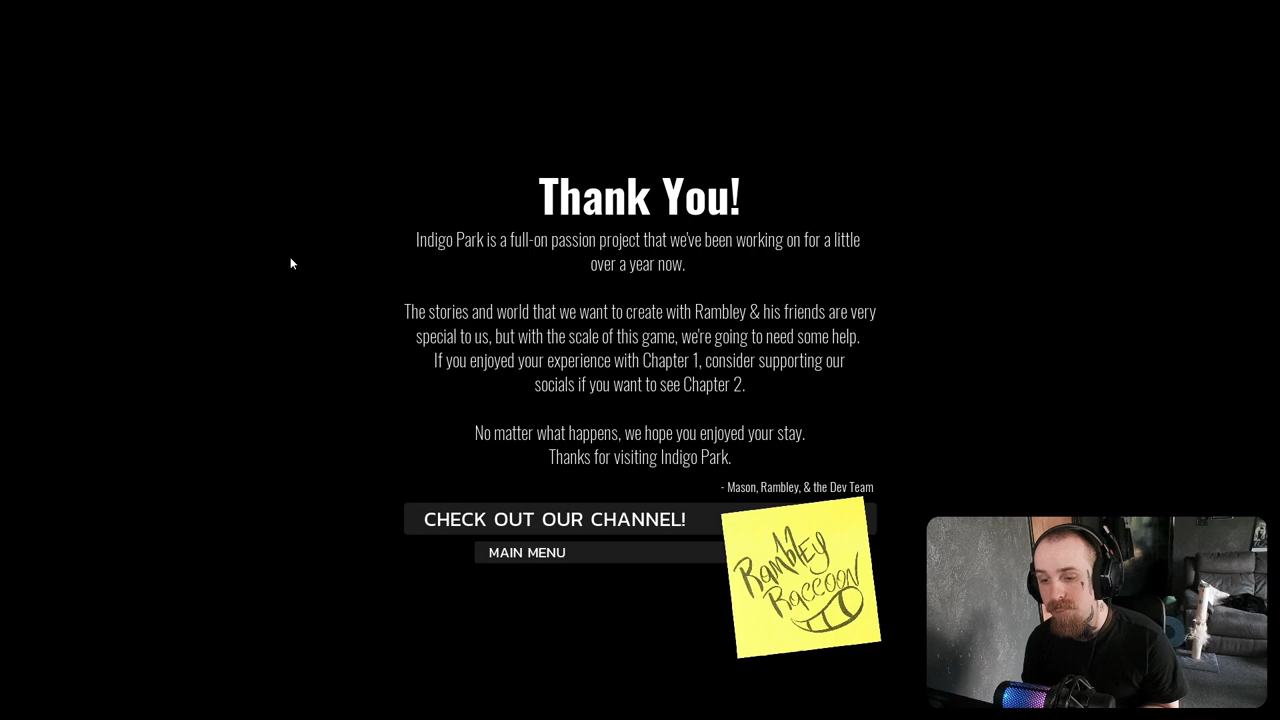 Thank You!
Indigo Park is a full-on passion project that we've been working on for a little
over a year now.
The stories and world that we want to create with Rambley & his friends are very
special to us, but with the scale of this game, we're going to need some help.
If you enjoyed your experience with Chapter 1, consider supporting our
socials if you want to see Chapter 2.
No matter what happens, we hope you enjoyed your stay.
Thanks for visiting Indigo Park.
- Mason, Rambley, & the Dev Team
CHECK OUT OUR CHANNEL!
MAIN MENU
Rambley
Raccoon